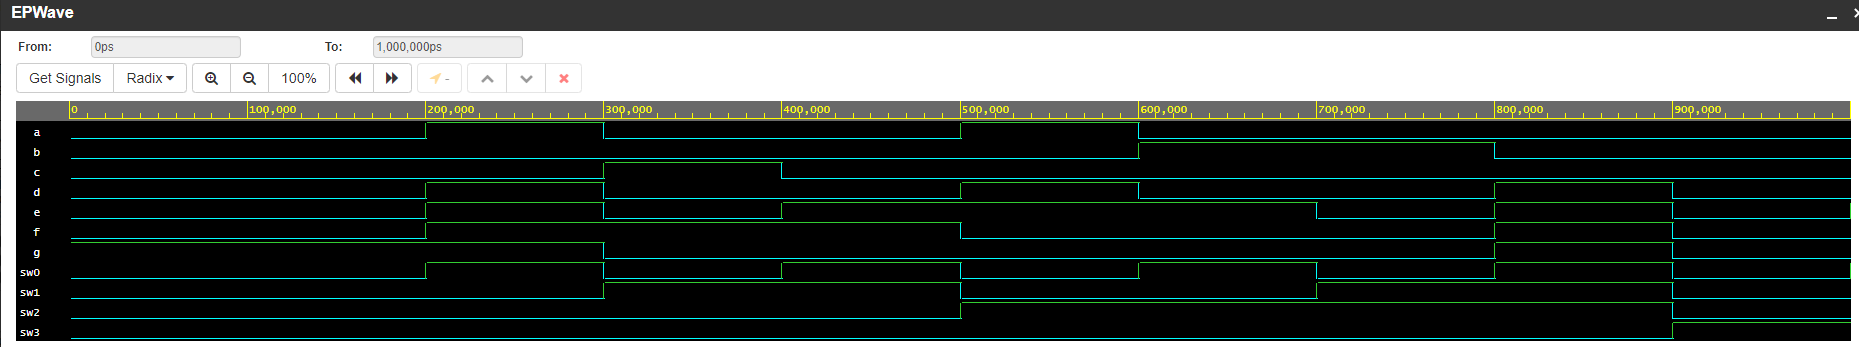 EPWave
From: 0ps To: 1,000,000ps
Get Signals Radix 100% -
0 100,000 200,000 300,000 400,000 500,000 600,000 700,000 800,000 900,000
a
b
c
d
e
f
g
sw0
sw1
sw2
sw3